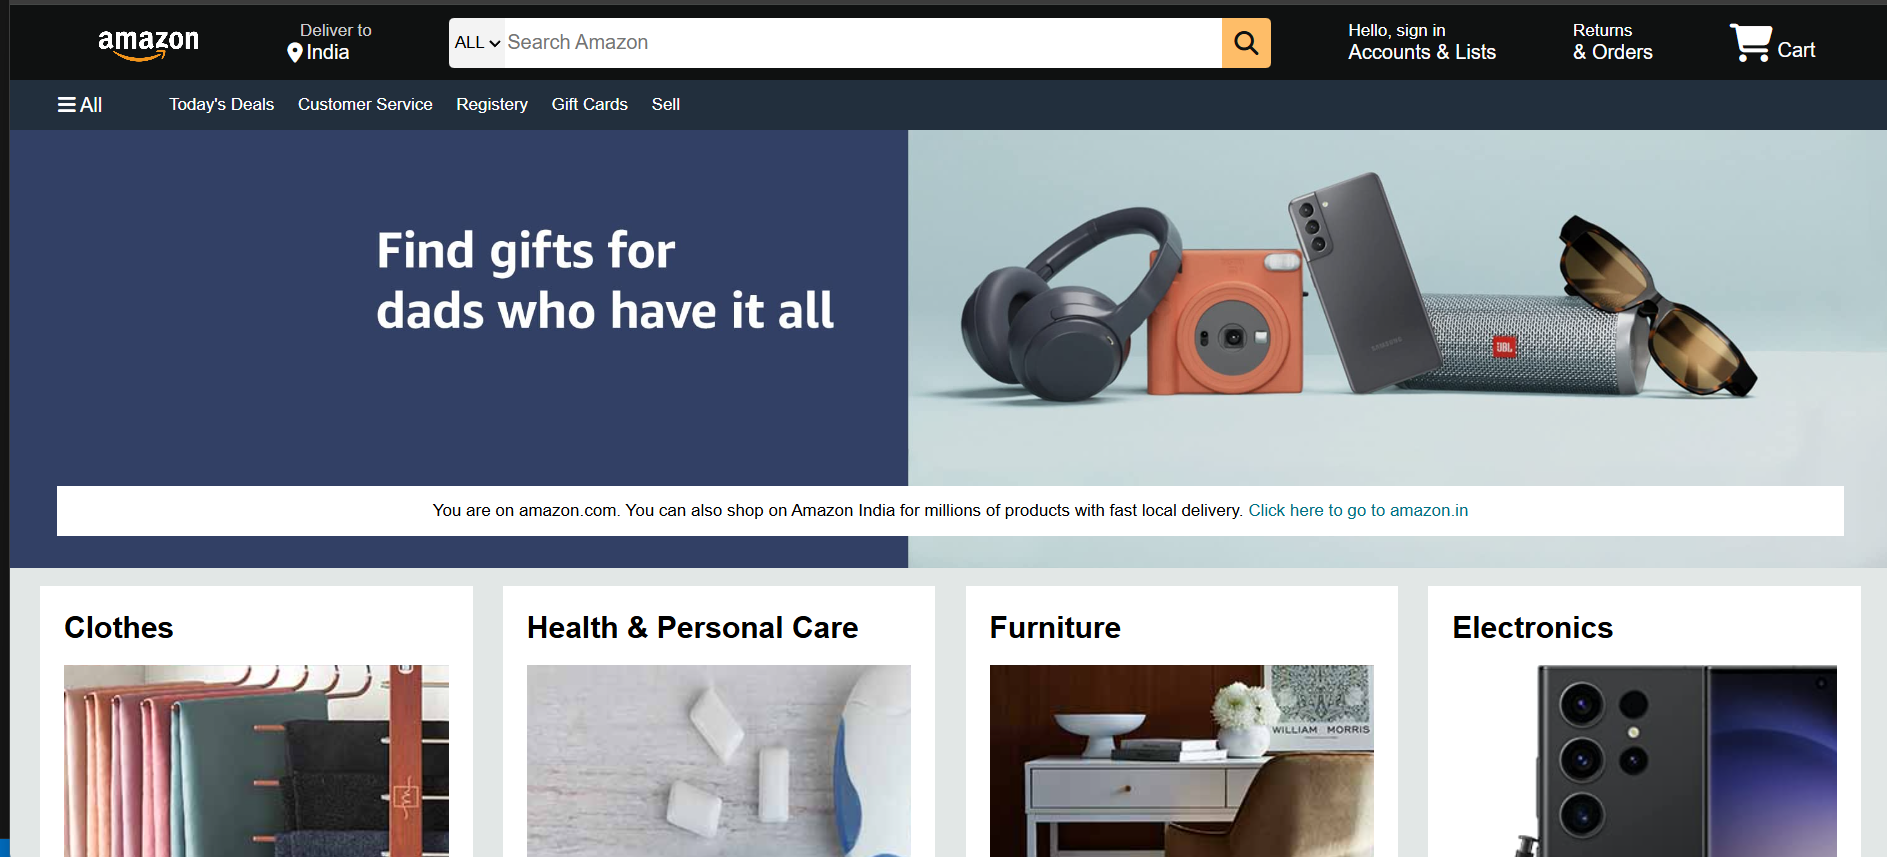 amazon
Deliver to
India
ALL
Search Amazon
Hello, sign in
Accounts & Lists
Returns
& Orders
Cart
All
Today's Deals
Customer Service
Registery
Gift Cards
Sell
Find gifts for
dads who have it all
SAMSUNG
JBL
You are on amazon.com. You can also shop on Amazon India for millions of products with fast local delivery. Click here to go to amazon.in
Clothes
Health & Personal Care
Furniture
Electronics
WILLIAM MORRIS